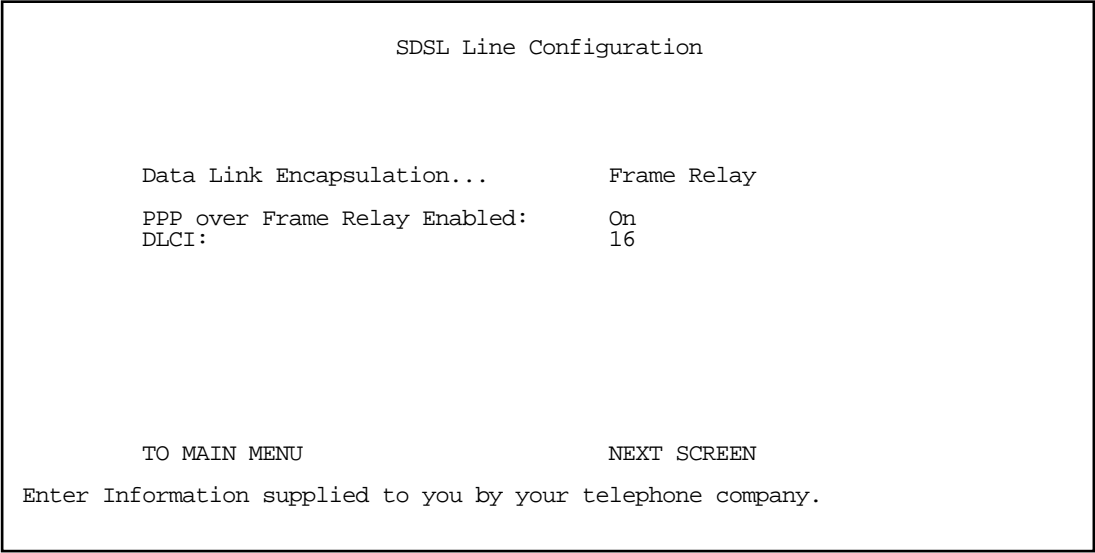 SDSL Line Configuration
Data Link Encapsulation... Frame Relay
PPP over Frame Relay Enabled: On
DLCI: 16
TO MAIN MENU NEXT SCREEN
Enter Information supplied to you by your telephone company.